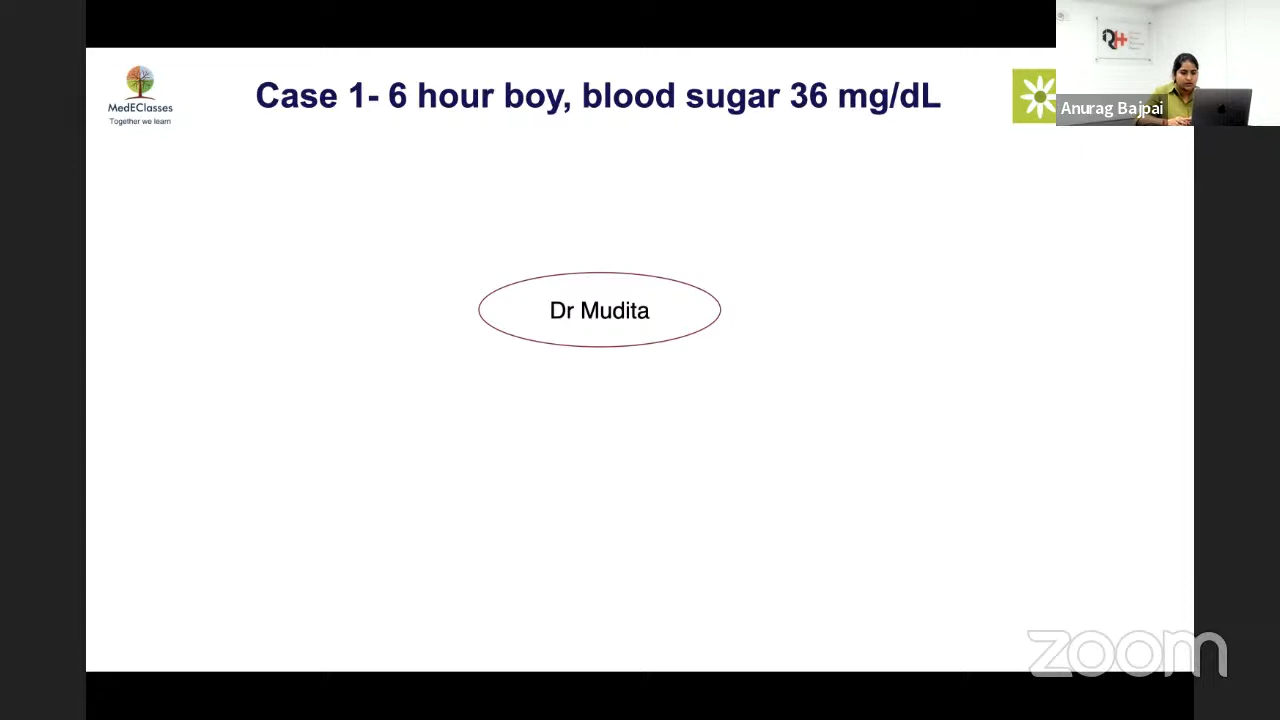 MedEClasses
Together we learn
Case 1- 6 hour boy, blood sugar 36 mg/dL
Anurag Bajpai
Dr Mudita
zoom